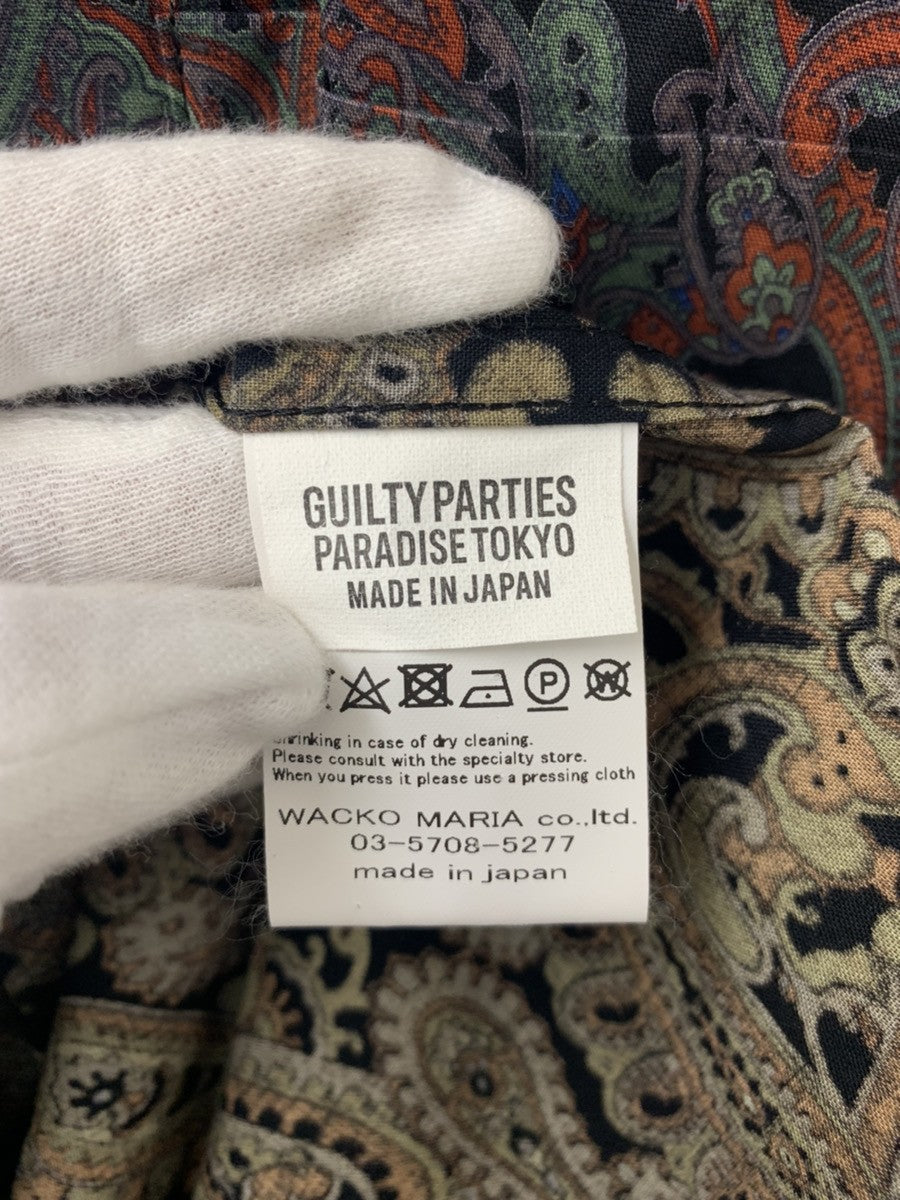 GUILTY PARTIES
PARADISE TOKYO
MADE IN JAPAN
P
W
Shrinking in case of dry cleaning.
Please consult with the specialty store.
When you press it please use a pressing cloth
WACKO MARIA co.,ltd.
03-5708-5277
made in japan